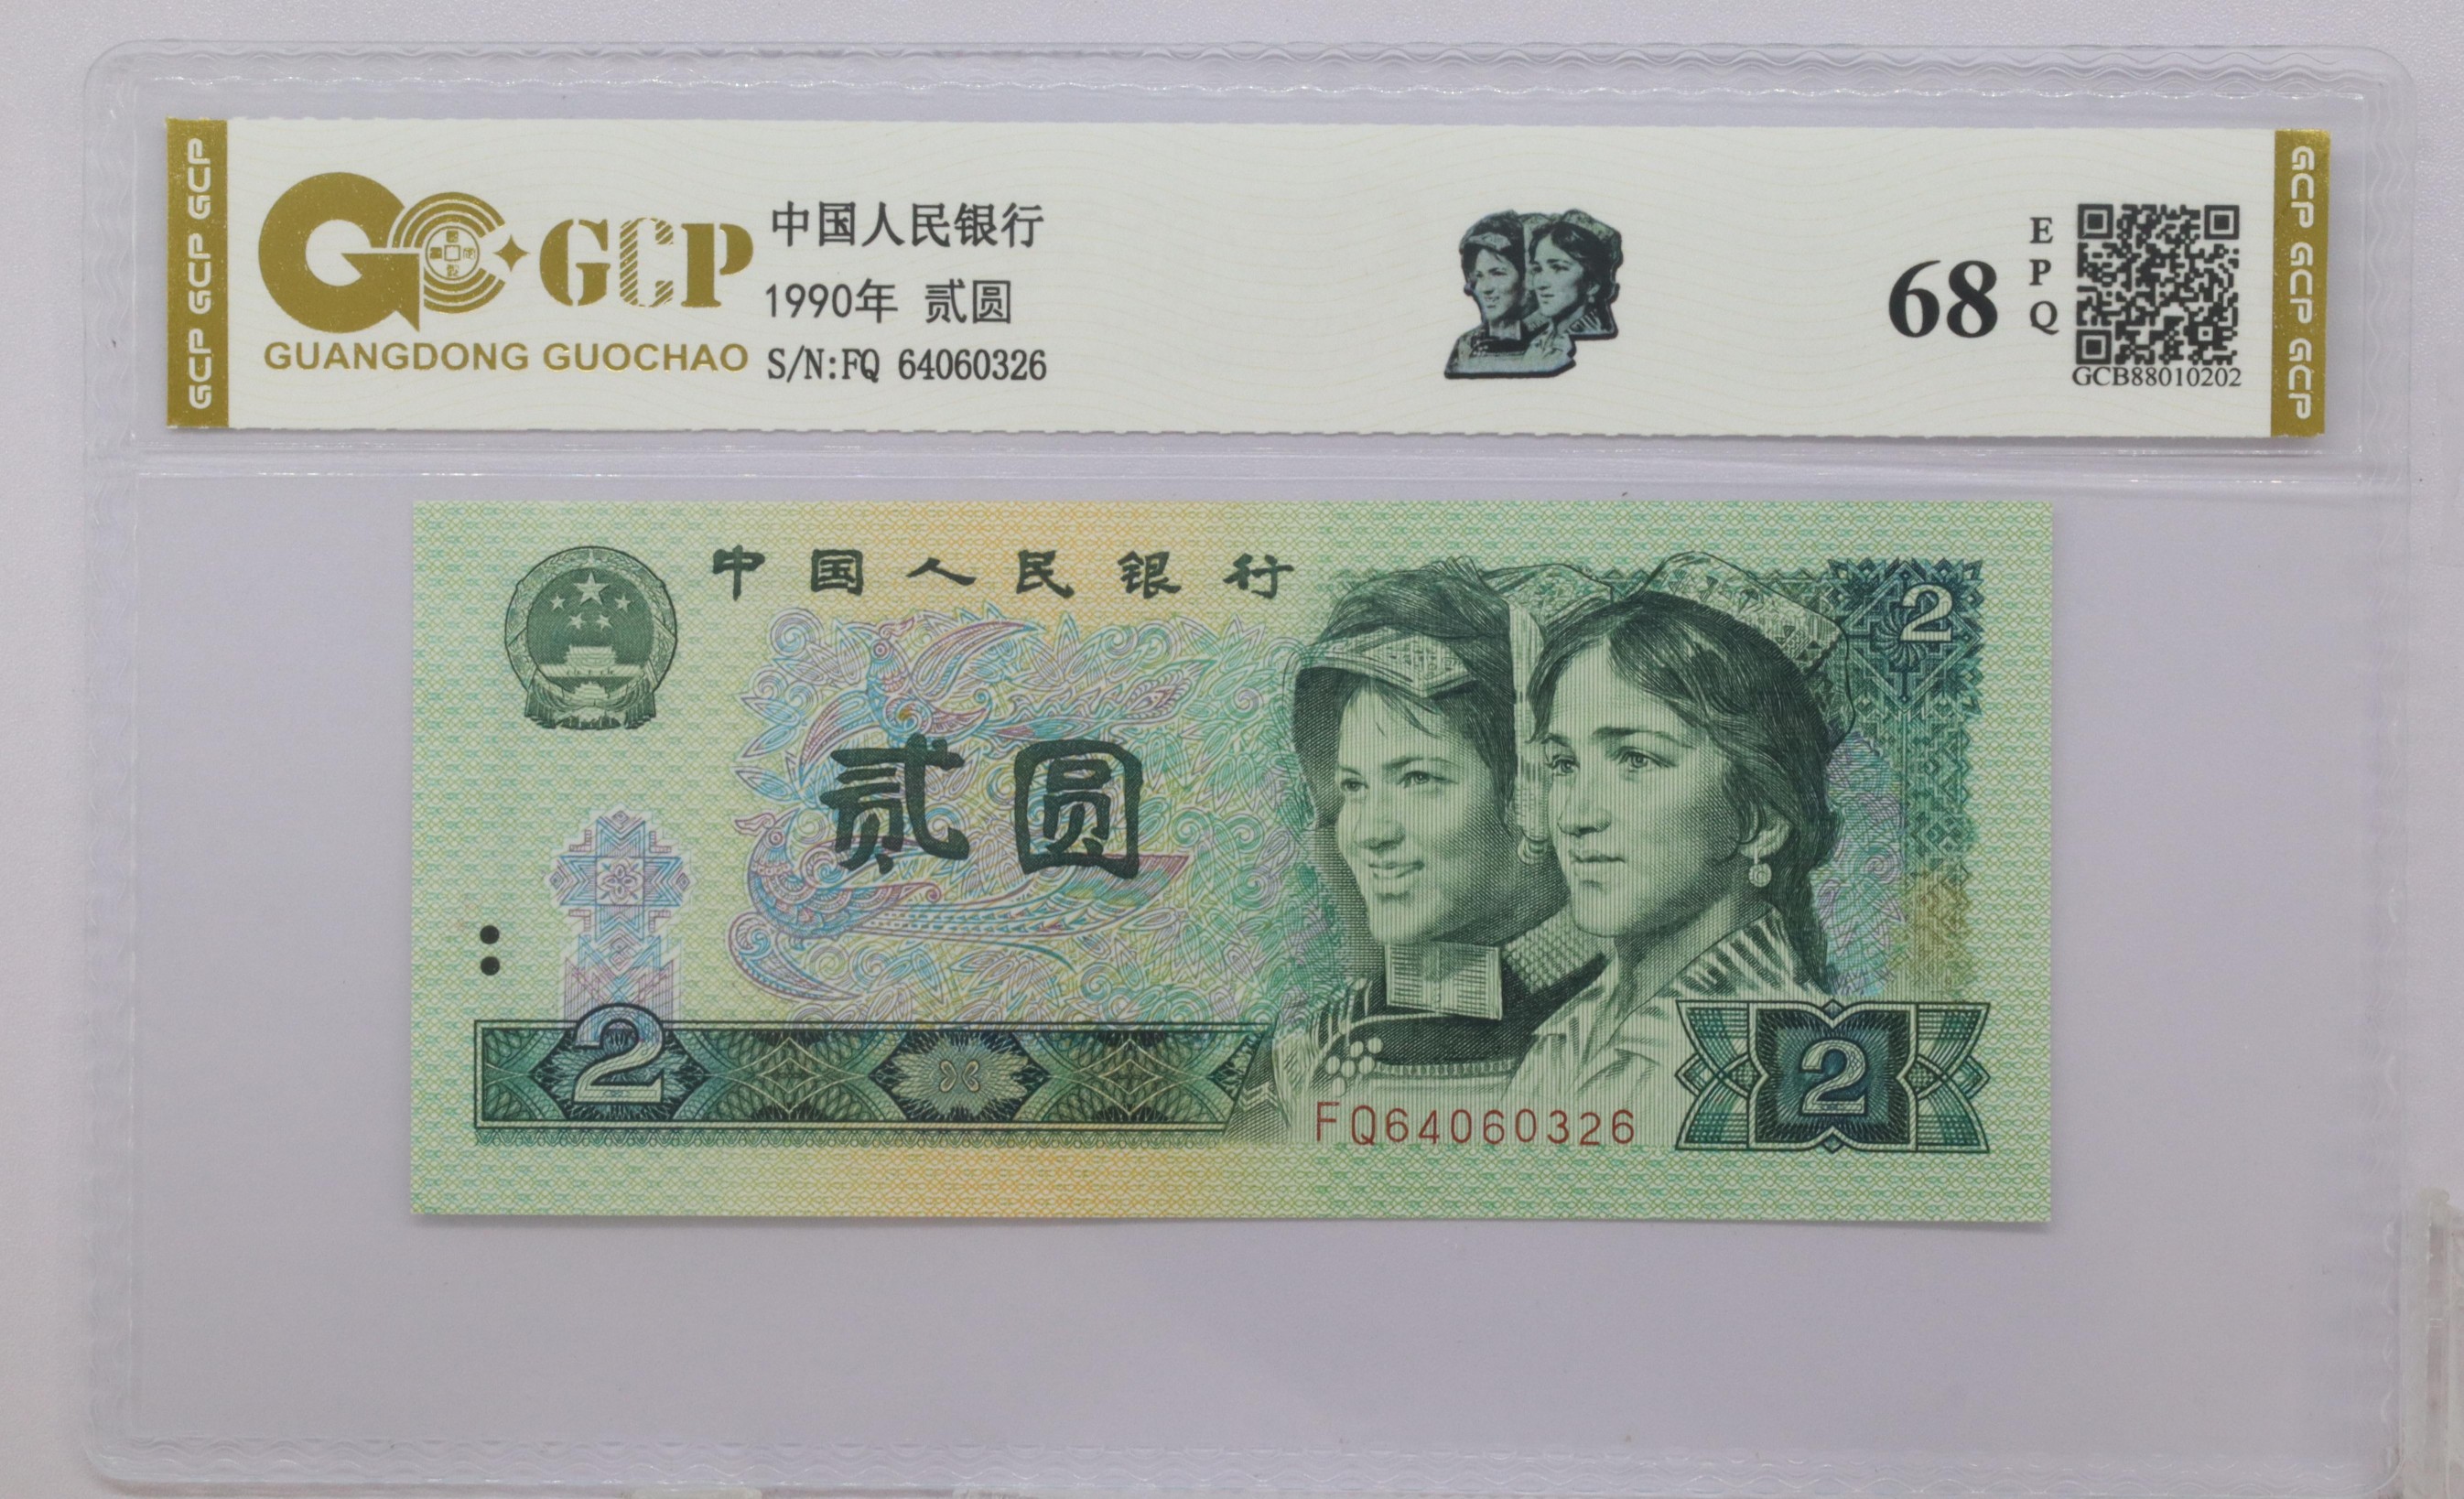 GCP GCP GCP
GCP
GUANGDONG GUOCHAO
中国人民银行
1990年 贰圆
S/N:FQ 64060326
68
EPQ
GCB88010202
GCP GCP GCP
中国人民银行
2
贰圆
2
FQ64060326
2